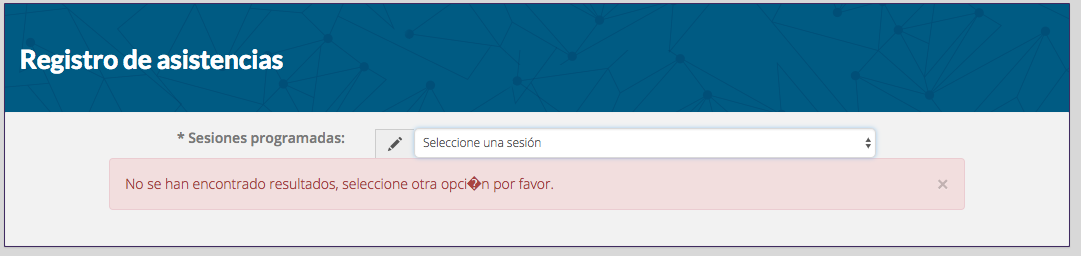 Registro de asistencias
* Sesiones programadas:
Seleccione una sesión
No se han encontrado resultados, seleccione otra opci�n por favor.
×